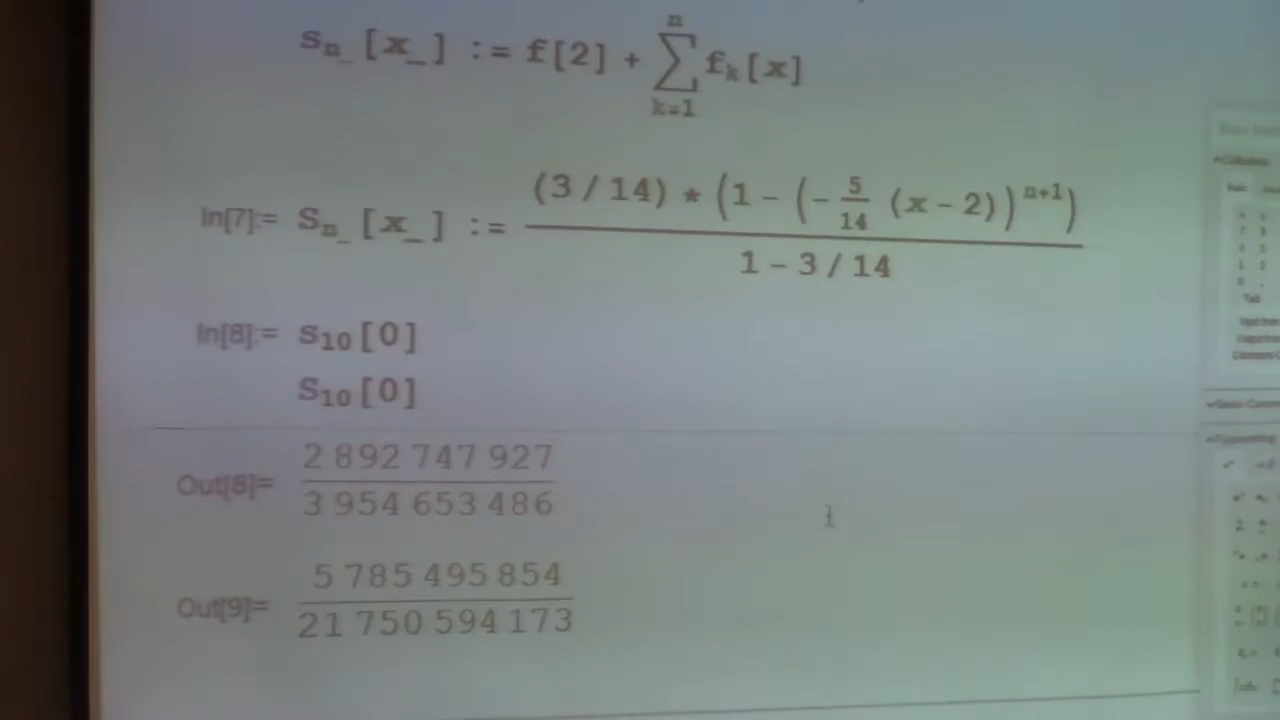 s_n_[x_] := f[2] + ∑_{k=1}^{n} f_k[x]
In[7]:= S_n_[x_] := ((3 / 14) * (1 - (- 5/14 (x - 2))^{n+1})) / (1 - 3 / 14)
In[8]:= s_10[0]
S_10[0]
Out[8]= 2 892 747 927 / 3 954 653 486
Out[9]= 5 785 495 854 / 21 750 594 173
Tab